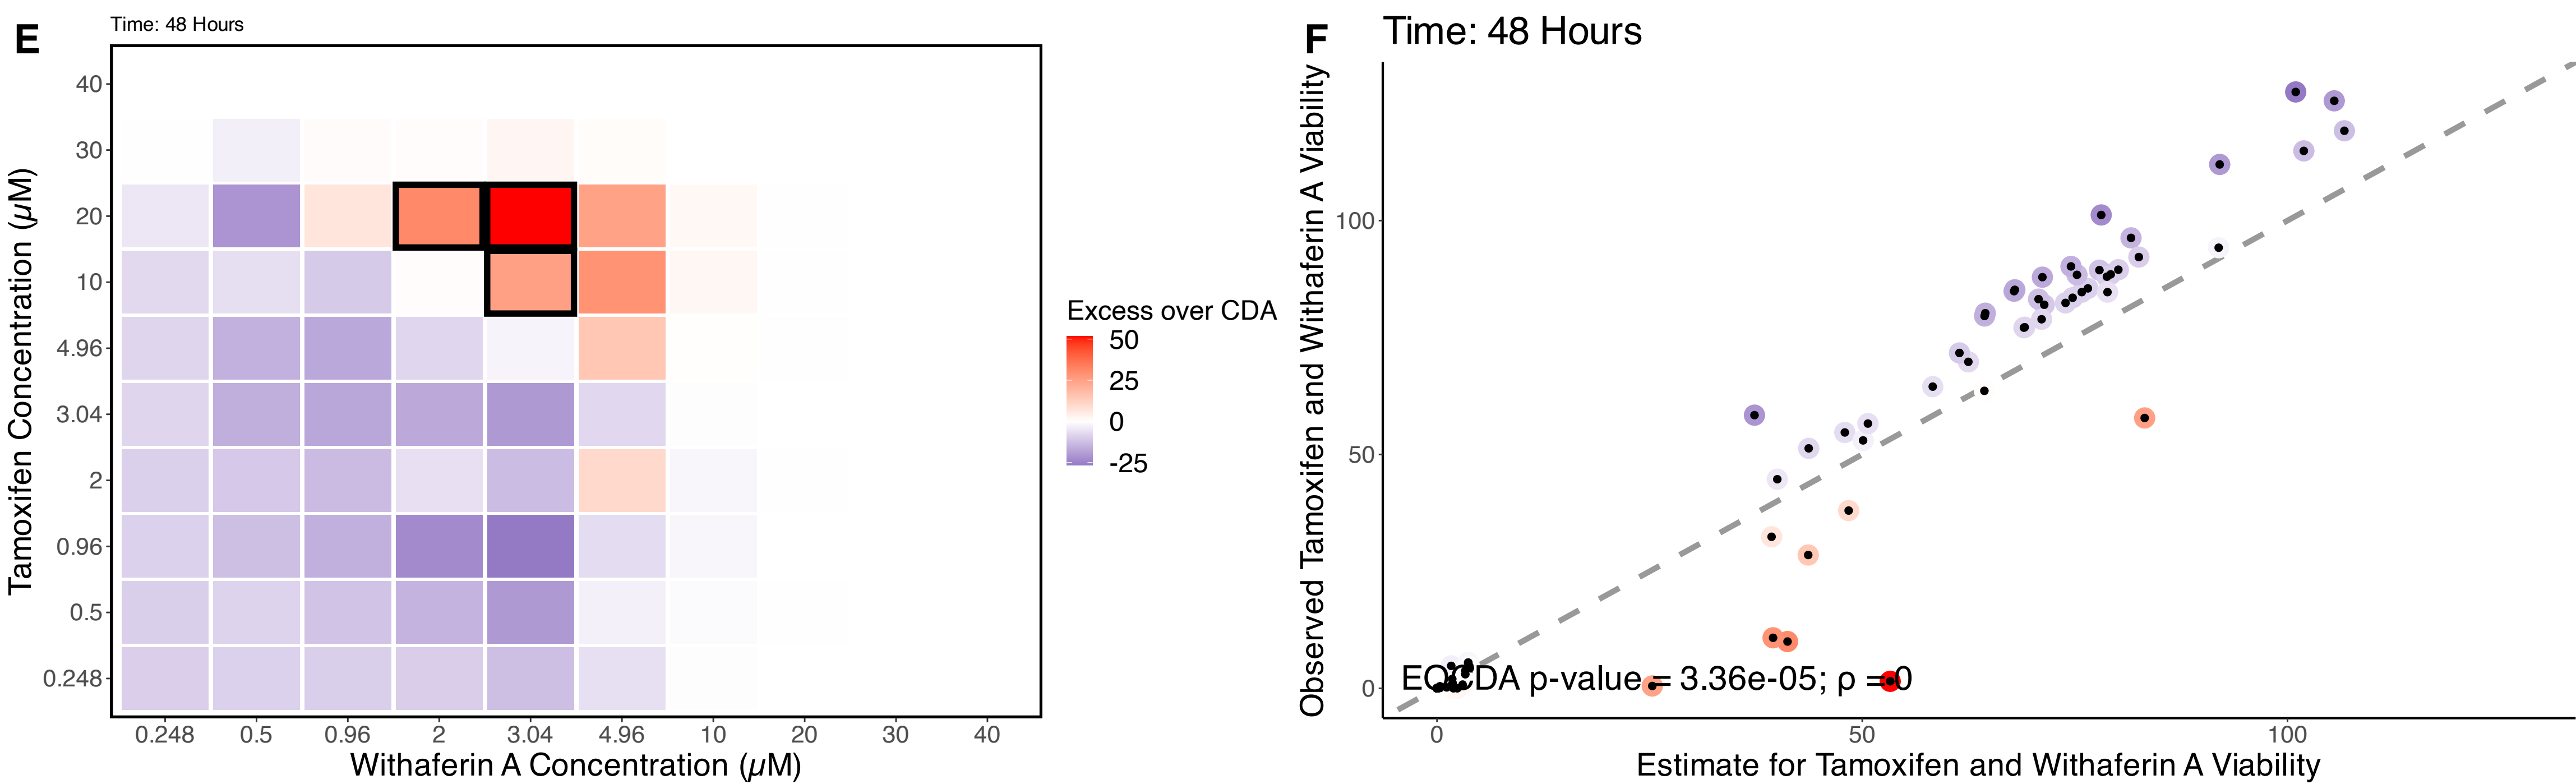 E
Time: 48 Hours
Tamoxifen Concentration (µM)
40
30
20
10
4.96
3.04
2
0.96
0.5
0.248
0.248 0.5 0.96 2 3.04 4.96 10 20 30 40
Withaferin A Concentration (µM)
Excess over CDA
50
25
0
-25
F
Time: 48 Hours
Observed Tamoxifen and Withaferin A Viability
100
50
0
p-value = 3.36e-05; ρ = 0
0 50 100
Estimate for Tamoxifen and Withaferin A Viability